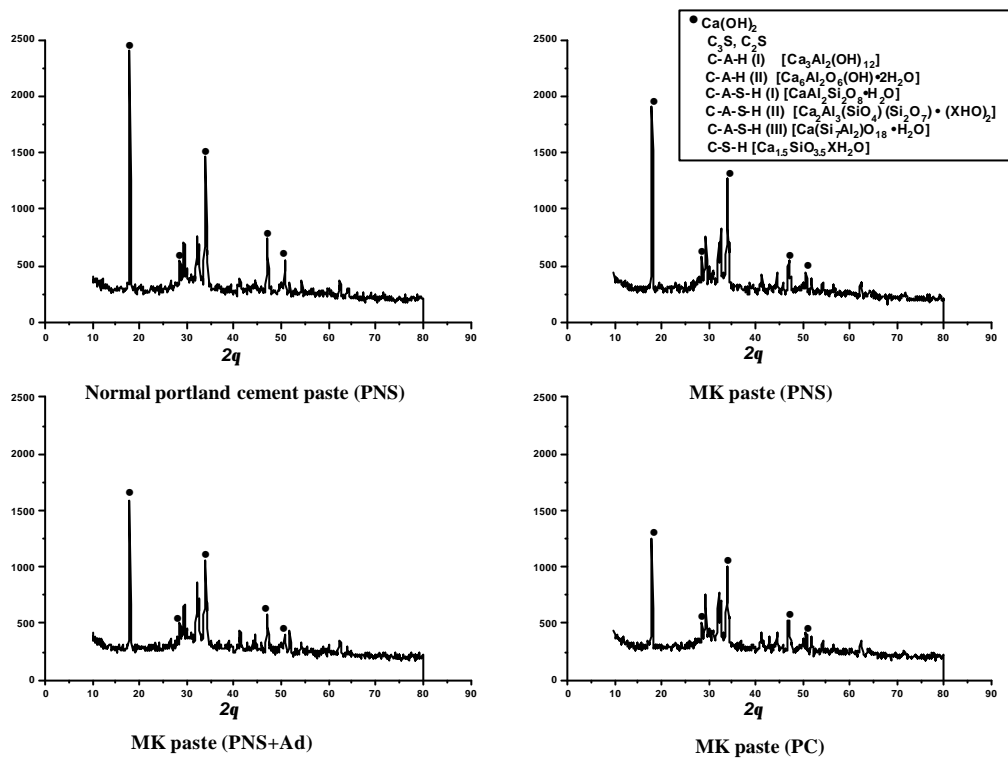 ● Ca(OH)₂
C₃S, C₂S
C-A-H (I) [Ca₃Al₂(OH)₁₂]
C-A-H (II) [Ca₆Al₂O₆(OH)•2H₂O]
C-A-S-H (I) [CaAl₂Si₂O₈•H₂O]
C-A-S-H (II) [Ca₂Al₃(SiO₄) (Si₂O₇) • (XHO)₂]
C-A-S-H (III) [Ca(Si₇Al₂)O₁₈ •H₂O]
C-S-H [Ca₁.₅SiO₃.₅XH₂O]
2500
2000
1500
1000
500
0
0 10 20 30 40 50 60 70 80 90
2q
Normal portland cement paste (PNS)
2500
2000
1500
1000
500
0
0 10 20 30 40 50 60 70 80 90
2q
MK paste (PNS)
2500
2000
1500
1000
500
0
0 10 20 30 40 50 60 70 80 90
2q
MK paste (PNS+Ad)
2500
2000
1500
1000
500
0
0 10 20 30 40 50 60 70 80 90
2q
MK paste (PC)